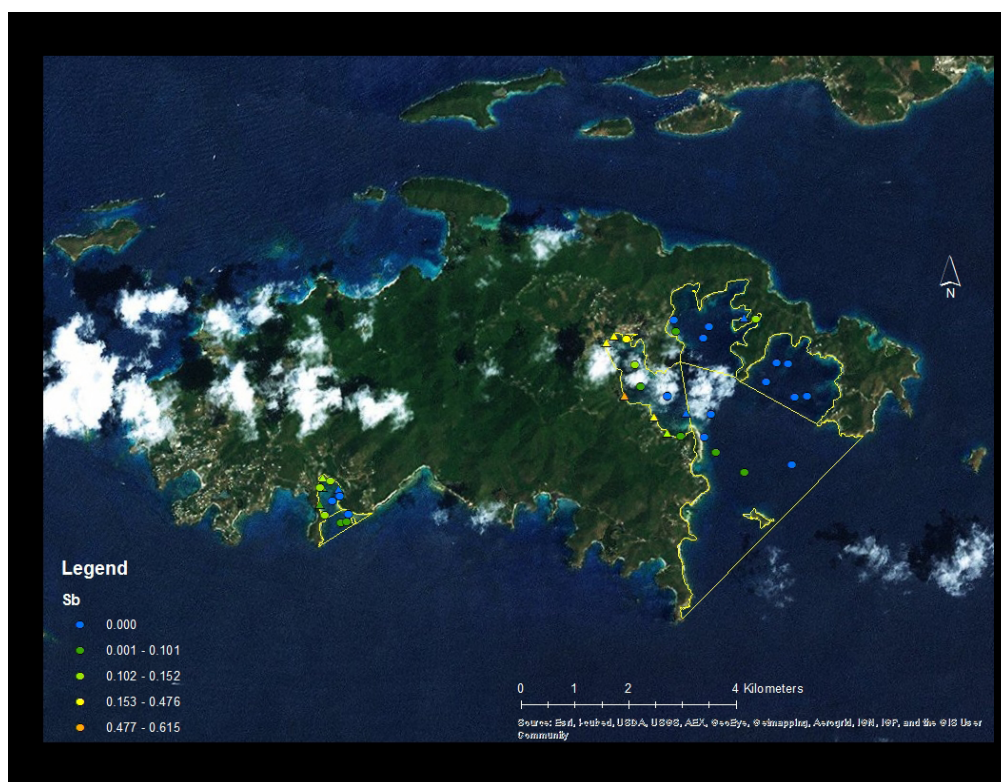 N
Legend
Sb
0.000
0.001 - 0.101
0.102 - 0.152
0.153 - 0.476
0.477 - 0.615
0 1 2 4 Kilometers
Source: Esri, i-cubed, USDA, USGS, AEX, GeoEye, Getmapping, Aerogrid, IGN, IGP, and the GIS User
Community